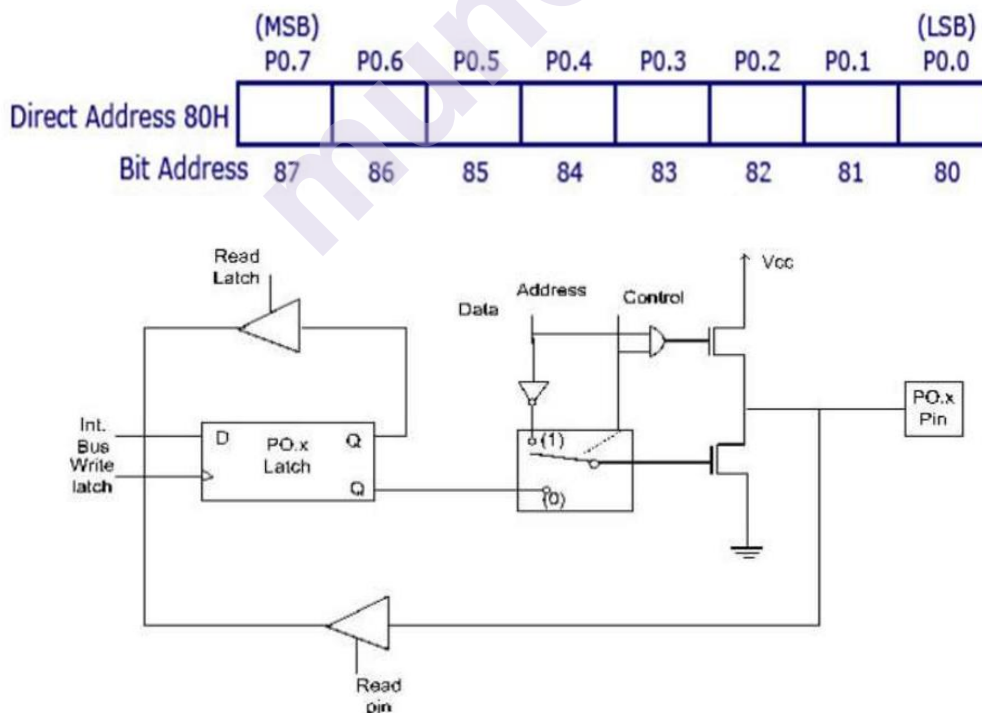 (MSB) (LSB)
P0.7 P0.6 P0.5 P0.4 P0.3 P0.2 P0.1 P0.0
Direct Address 80H
Bit Address 87 86 85 84 83 82 81 80
mun
Read
Latch
Vcc
Address
Data
Control
PO.x
Pin
Int.
Bus
Write
latch
D
PO.x
Latch
Q
Q
(1)
(0)
Read
pin